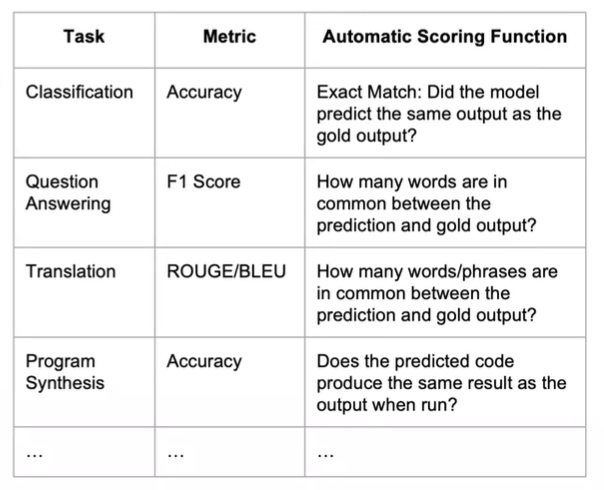 Task Metric Automatic Scoring Function
Classification Accuracy Exact Match: Did the model
predict the same output as the
gold output?
Question F1 Score How many words are in
Answering common between the
prediction and gold output?
Translation ROUGE/BLEU How many words/phrases are
in common between the
prediction and gold output?
Program Accuracy Does the predicted code
Synthesis produce the same result as the
output when run?
... ... ...